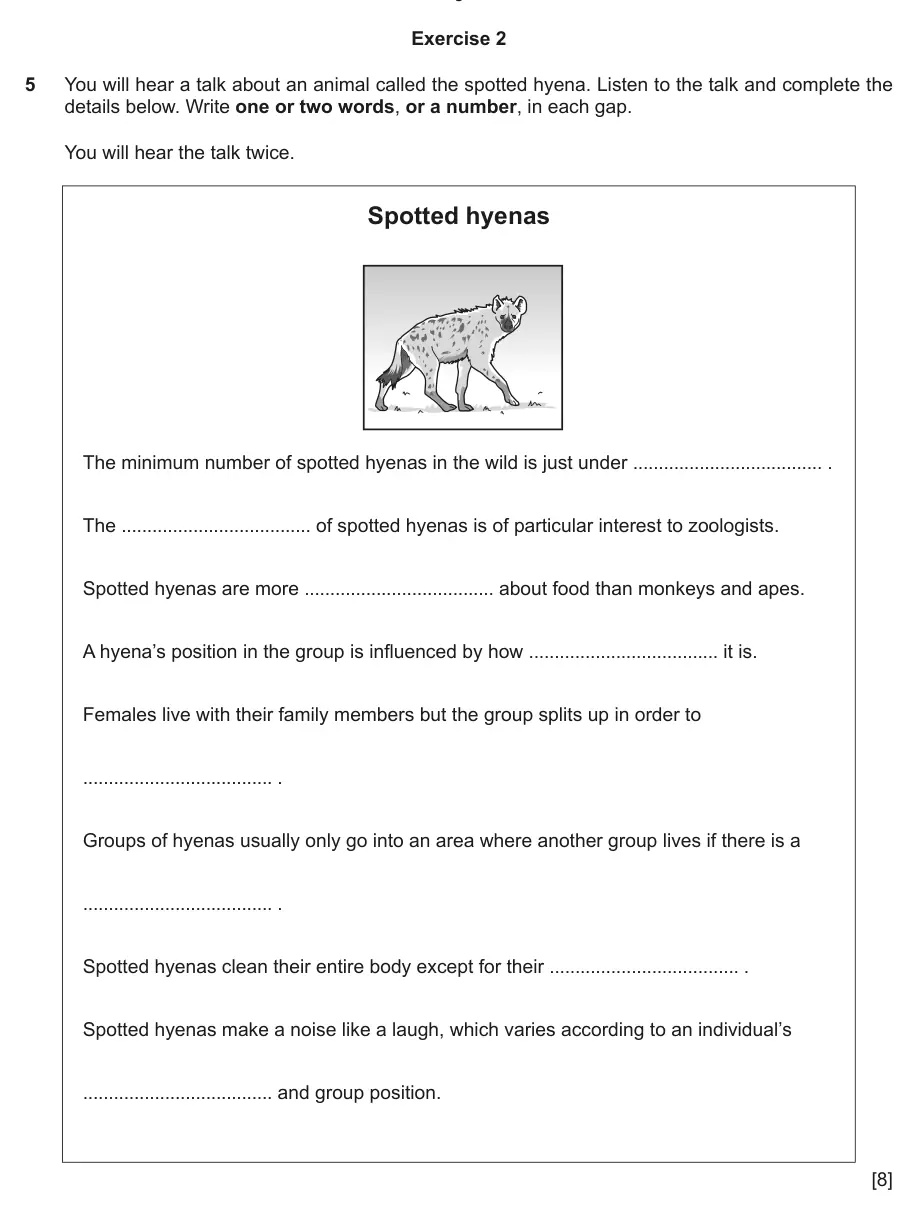 Exercise 2
5 You will hear a talk about an animal called the spotted hyena. Listen to the talk and complete the
details below. Write one or two words, or a number, in each gap.
You will hear the talk twice.
Spotted hyenas
The minimum number of spotted hyenas in the wild is just under ..................................... .
The ..................................... of spotted hyenas is of particular interest to zoologists.
Spotted hyenas are more ..................................... about food than monkeys and apes.
A hyena’s position in the group is influenced by how ..................................... it is.
Females live with their family members but the group splits up in order to
..................................... .
Groups of hyenas usually only go into an area where another group lives if there is a
..................................... .
Spotted hyenas clean their entire body except for their ..................................... .
Spotted hyenas make a noise like a laugh, which varies according to an individual’s
..................................... and group position.
[8]